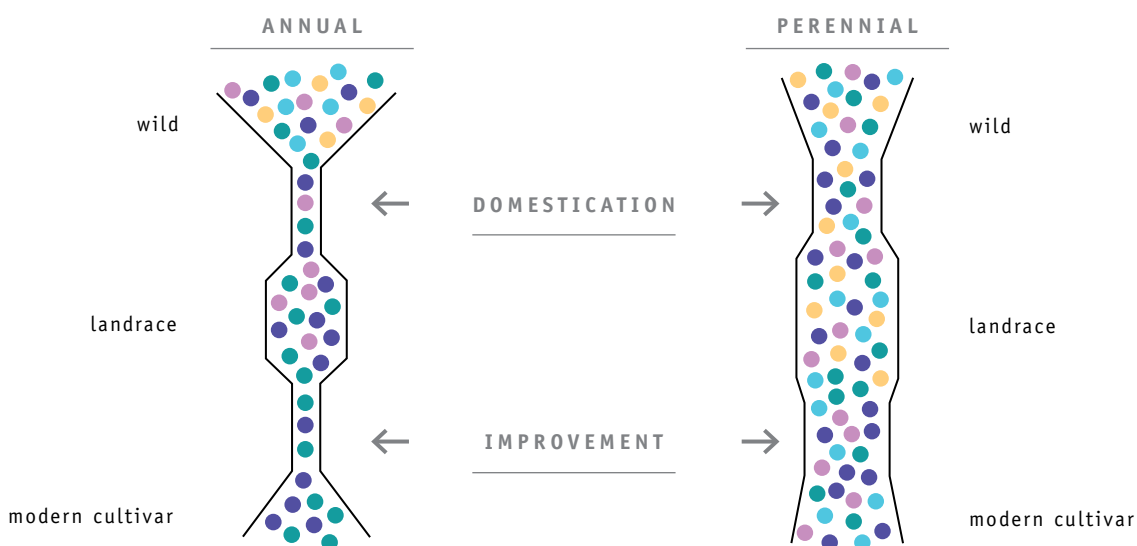 ANNUAL
PERENNIAL
wild
wild
DOMESTICATION
landrace
landrace
IMPROVEMENT
modern cultivar
modern cultivar